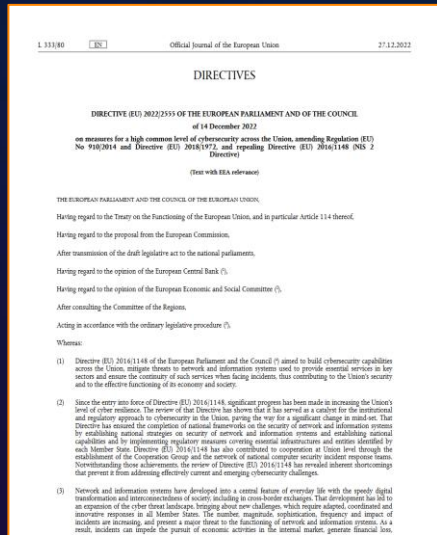 L 333/80 EN Official Journal of the European Union 27.12.2022
DIRECTIVES
DIRECTIVE (EU) 2022/2555 OF THE EUROPEAN PARLIAMENT AND OF THE COUNCIL
of 14 December 2022
on measures for a high common level of cybersecurity across the Union, amending Regulation (EU)
No 910/2014 and Directive (EU) 2018/1972, and repealing Directive (EU) 2016/1148 (NIS 2
Directive)
(Text with EEA relevance)
THE EUROPEAN PARLIAMENT AND THE COUNCIL OF THE EUROPEAN UNION,
Having regard to the Treaty on the Functioning of the European Union, and in particular Article 114 thereof,
Having regard to the proposal from the European Commission,
After transmission of the draft legislative act to the national parliaments,
Having regard to the opinion of the European Central Bank (¹),
Having regard to the opinion of the European Economic and Social Committee (²),
After consulting the Committee of the Regions,
Acting in accordance with the ordinary legislative procedure (³),
Whereas:
(1) Directive (EU) 2016/1148 of the European Parliament and the Council (⁴) aimed to build cybersecurity capabilities
across the Union, mitigate threats to network and information systems used to provide essential services in key
sectors and ensure the continuity of such services when facing incidents, thus contributing to the Union's security
and to the effective functioning of its economy and society.
(2) Since the entry into force of Directive (EU) 2016/1148, significant progress has been made in increasing the Union's
level of cyber resilience. The review of that Directive has shown that it has served as a catalyst for the institutional
and regulatory approach to cybersecurity in the Union, paving the way for a significant change in mind-set. That
Directive has ensured the completion of national frameworks on the security of network and information systems
by establishing national strategies on security of network and information systems and establishing national
capabilities and by implementing regulatory measures covering essential infrastructures and entities identified by
each Member State. Directive (EU) 2016/1148 has also contributed to cooperation at Union level through the
establishment of the Cooperation Group and the network of national computer security incident response teams.
Notwithstanding those achievements, the review of Directive (EU) 2016/1148 has revealed inherent shortcomings
that prevent it from addressing effectively current and emerging cybersecurity challenges.
(3) Network and information systems have developed into a central feature of everyday life with the speedy digital
transformation and interconnectedness of society, including in cross-border exchanges. That development has led to
an expansion of the cyber threat landscape, bringing about new challenges, which require adapted, coordinated and
innovative responses in all Member States. The number, magnitude, sophistication, frequency and impact of
incidents are increasing, and present a major threat to the functioning of network and information systems. As a
result, incidents can impede the pursuit of economic activities in the internal market, generate financial loss,